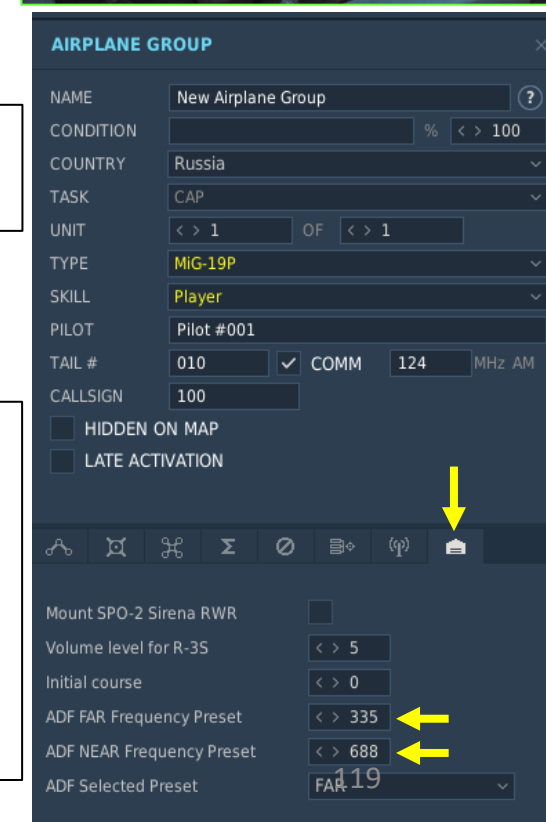 AIRPLANE GROUP
NAME New Airplane Group ?
CONDITION % < > 100
COUNTRY Russia
TASK CAP
UNIT < > 1 OF < > 1
TYPE MiG-19P
SKILL Player
PILOT Pilot #001
TAIL # 010 COMM 124 MHz AM
CALLSIGN 100
HIDDEN ON MAP
LATE ACTIVATION
Mount SPO-2 Sirena RWR
Volume level for R-3S < > 5
Initial course < > 0
ADF FAR Frequency Preset < > 335
ADF NEAR Frequency Preset < > 688
ADF Selected Preset FAR
119